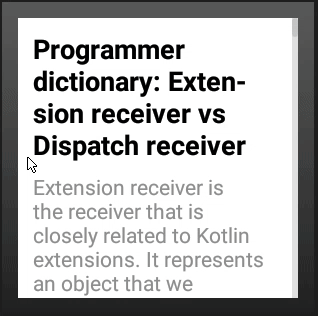 Programmer
dictionary: Exten-
sion receiver vs
Dispatch receiver
Extension receiver is
the receiver that is
closely related to Kotlin
extensions. It represents
an object that we